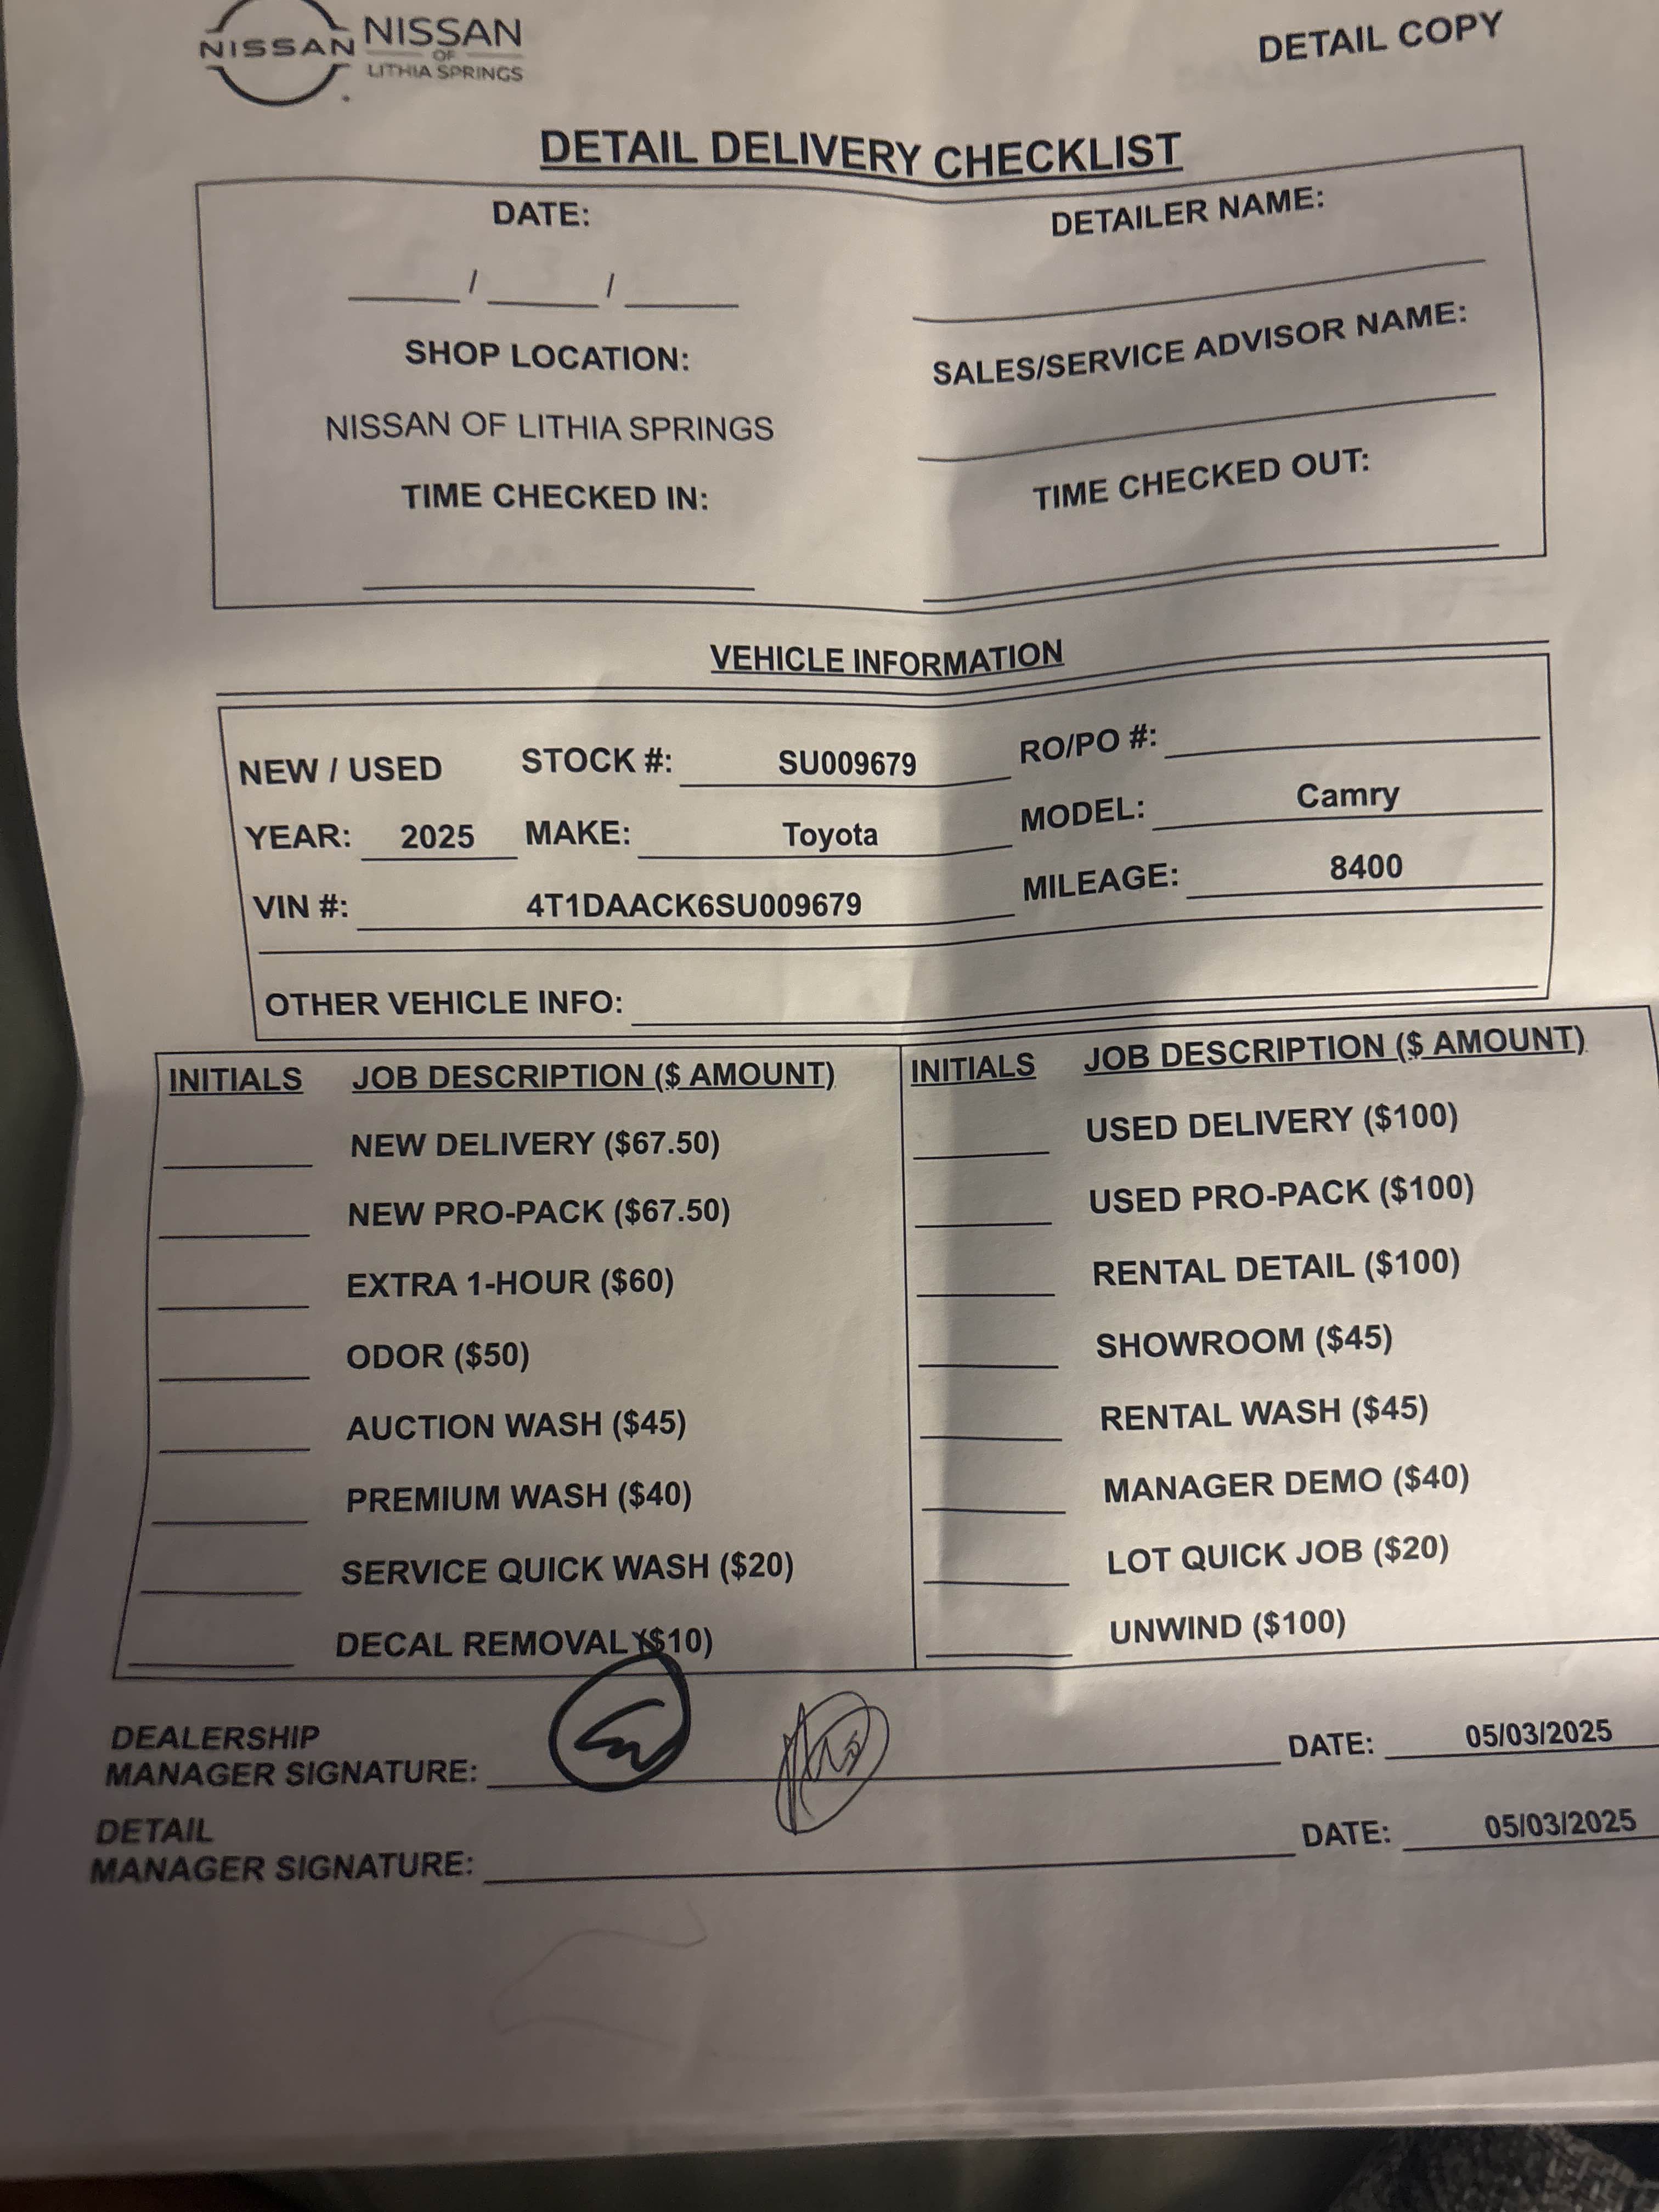 NISSAN NISSAN
OF
LITHIA SPRINGS
DETAIL COPY
DETAIL DELIVERY CHECKLIST
DATE: DETAILER NAME:
/ /
SHOP LOCATION: SALES/SERVICE ADVISOR NAME:
NISSAN OF LITHIA SPRINGS
TIME CHECKED IN: TIME CHECKED OUT:
VEHICLE INFORMATION
NEW / USED STOCK #: SU009679 RO/PO #:
YEAR: 2025 MAKE: Toyota MODEL: Camry
VIN #: 4T1DAACK6SU009679 MILEAGE: 8400
OTHER VEHICLE INFO:
INITIALS JOB DESCRIPTION ($ AMOUNT) INITIALS JOB DESCRIPTION ($ AMOUNT)
NEW DELIVERY ($67.50) USED DELIVERY ($100)
NEW PRO-PACK ($67.50) USED PRO-PACK ($100)
EXTRA 1-HOUR ($60) RENTAL DETAIL ($100)
ODOR ($50) SHOWROOM ($45)
AUCTION WASH ($45) RENTAL WASH ($45)
PREMIUM WASH ($40) MANAGER DEMO ($40)
SERVICE QUICK WASH ($20) LOT QUICK JOB ($20)
DECAL REMOVAL ($10) UNWIND ($100)
DEALERSHIP
MANAGER SIGNATURE: DATE: 05/03/2025
DETAIL
MANAGER SIGNATURE: DATE: 05/03/2025